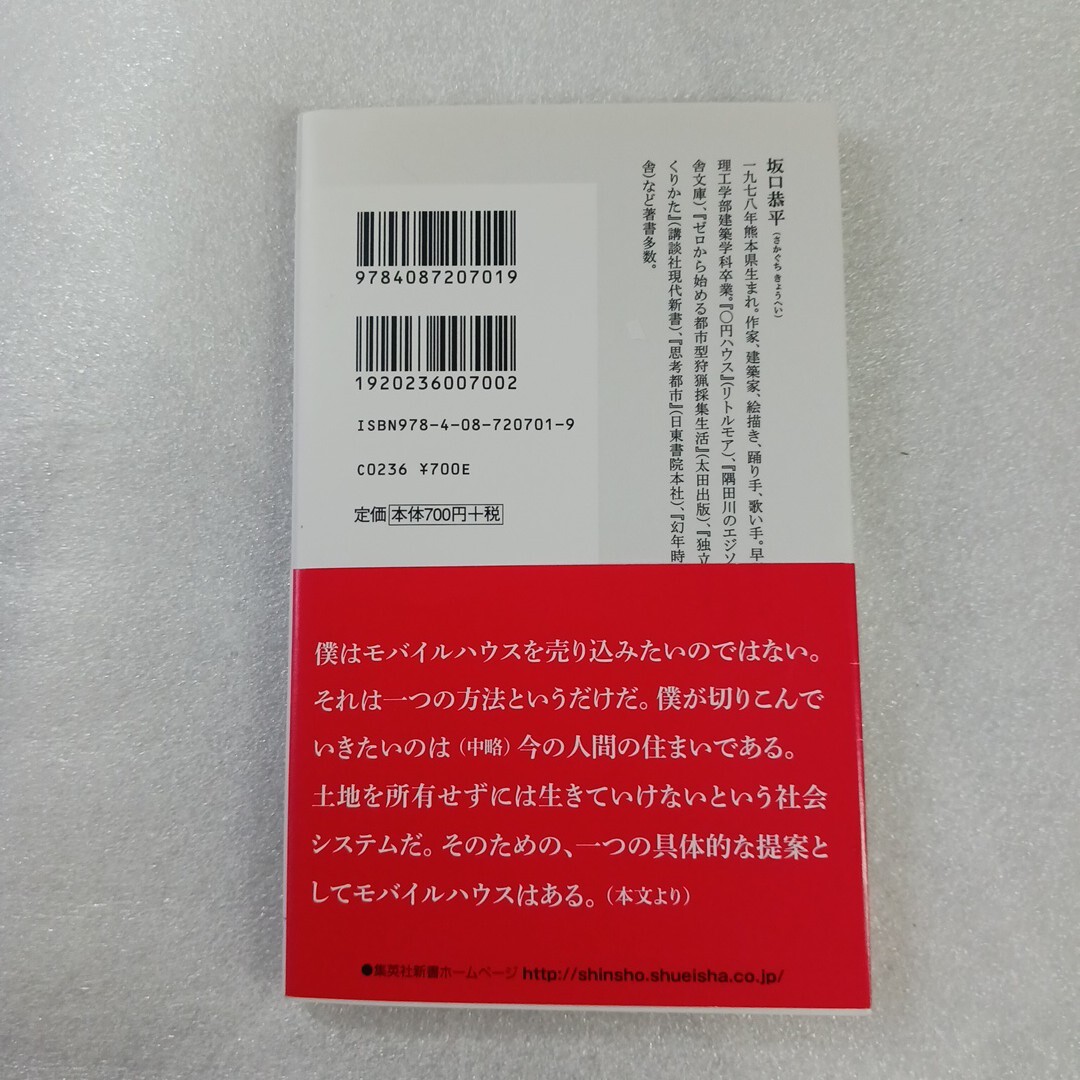 坂口恭平（さかぐち きょうへい）
一九七八年熊本県生まれ。作家、建築家、絵描き、踊り手、歌い手。早
理工学部建築学科卒業。『〇円ハウス』（リトルモア）、『隅田川のエジソ
舎文庫）、『ゼロから始める都市型狩猟採集生活』（太田出版）、『独立
くりかた』（講談社現代新書）、『思考都市』（日東書院本社）、『幻年時
舎）など著書多数。
9784087207019
1920236007002
ISBN978-4-08-720701-9
C0236 ¥700E
定価 本体700円+税
僕はモバイルハウスを売り込みたいのではない。
それは一つの方法というだけだ。僕が切りこんで
いきたいのは（中略）今の人間の住まいである。
土地を所有せずには生きていけないという社会
システムだ。そのための、一つの具体的な提案と
してモバイルハウスはある。（本文より）
●集英社新書ホームページ http://shinsho.shueisha.co.jp/